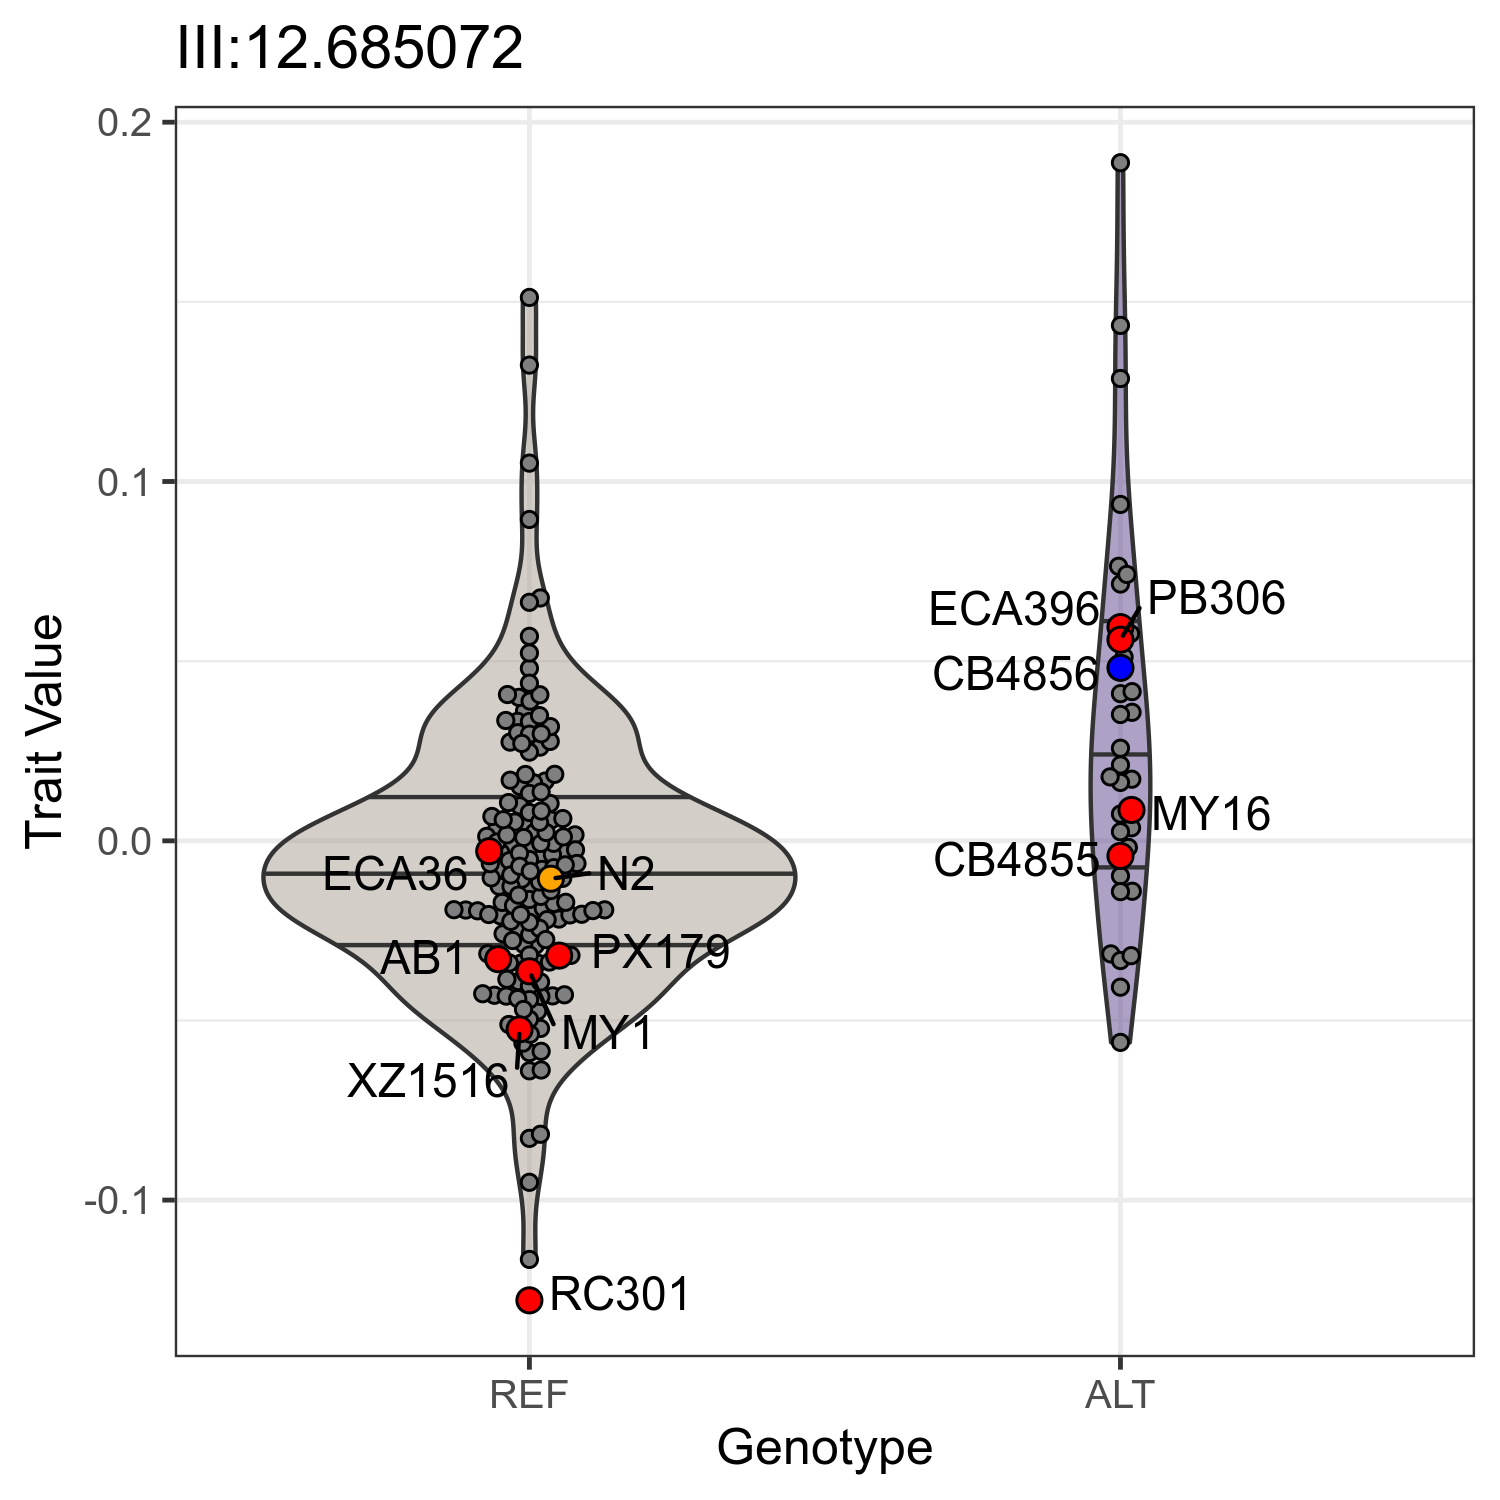 III:12.685072
0.2
0.1
0.0
-0.1
Trait Value
ECA396
PB306
CB4856
MY16
CB4855
ECA36
N2
AB1
PX179
MY1
XZ1516
RC301
REF
ALT
Genotype